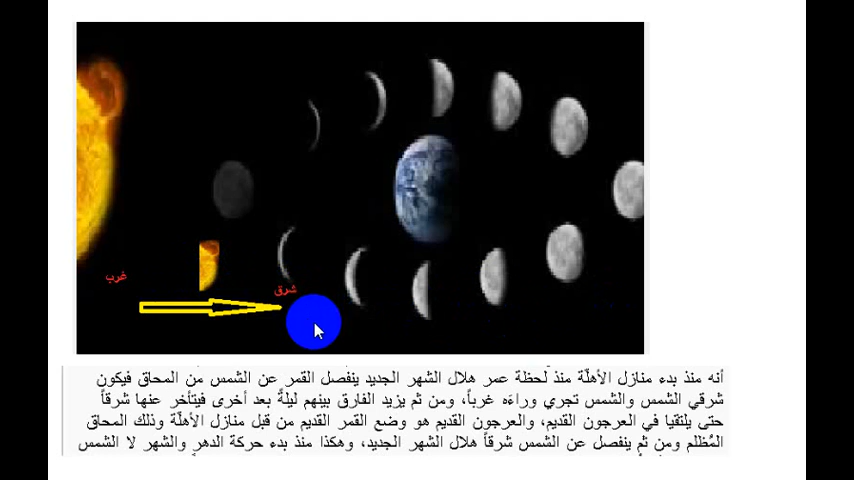 غرب
شرق
أنه منذ بدء منازل الأهلّة منذ لحظة عمر هلال الشهر الجديد ينفصل القمر عن الشمس من المحاق فيكون
شرقي الشمس والشمس تجري وراءه غرباً، ومن ثم يزيد الفارق بينهم ليلةً بعد أخرى فيتأخر عنها شرقاً
حتى يلتقيا في العرجون القديم، والعرجون القديم هو وضع القمر القديم من قبل منازل الأهلّة وذلك المحاق
المُظلم ومن ثم ينفصل عن الشمس شرقاً هلال الشهر الجديد، وهكذا منذ بدء حركة الدهر والشهر لا الشمس